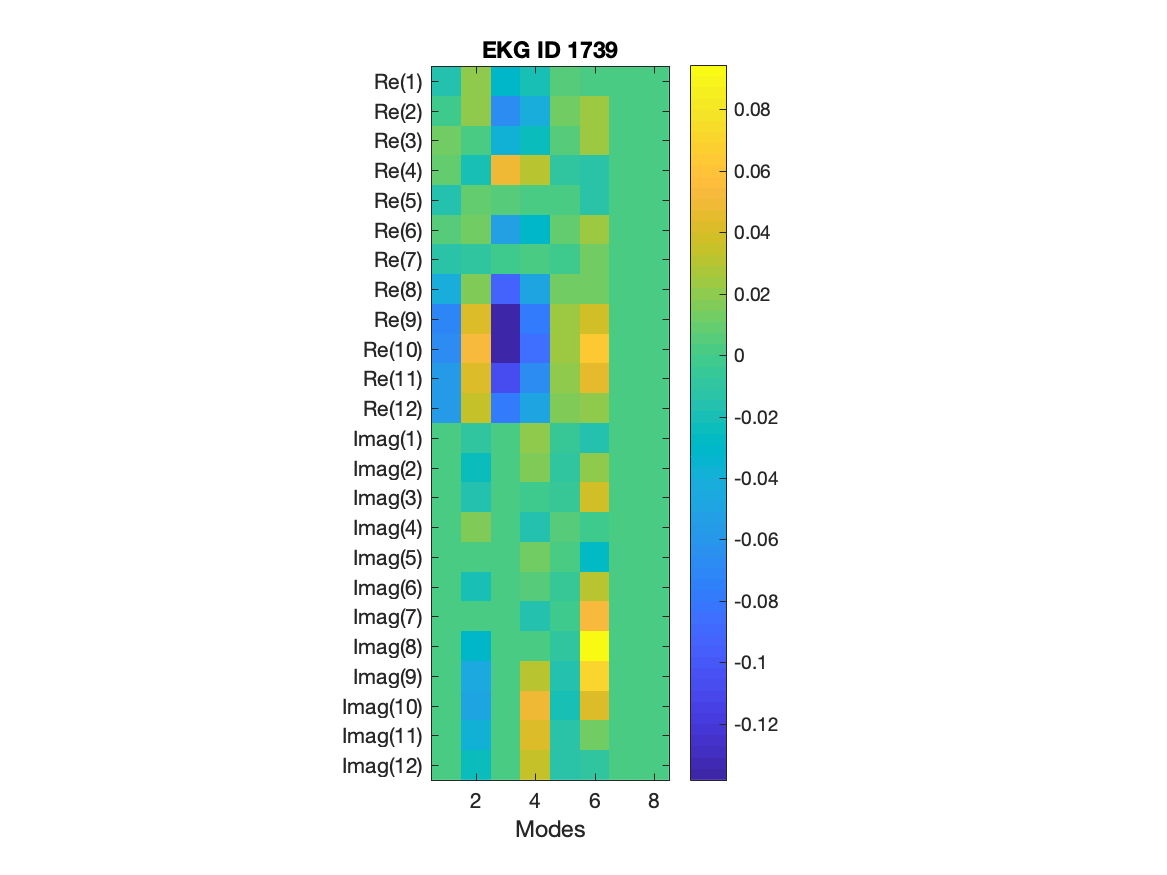 EKG ID 1739
Re(1)
Re(2)
Re(3)
Re(4)
Re(5)
Re(6)
Re(7)
Re(8)
Re(9)
Re(10)
Re(11)
Re(12)
Imag(1)
Imag(2)
Imag(3)
Imag(4)
Imag(5)
Imag(6)
Imag(7)
Imag(8)
Imag(9)
Imag(10)
Imag(11)
Imag(12)
2 4 6 8
Modes
0.08
0.06
0.04
0.02
0
-0.02
-0.04
-0.06
-0.08
-0.1
-0.12